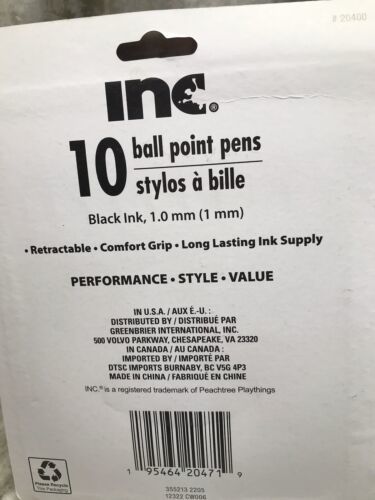 # 20400
inc.®
10 ball point pens
stylos à bille
Black Ink, 1.0 mm (1 mm)
• Retractable • Comfort Grip • Long Lasting Ink Supply
PERFORMANCE • STYLE • VALUE
IN U.S.A. / AUX É.-U. :
DISTRIBUTED BY / DISTRIBUÉ PAR
GREENBRIER INTERNATIONAL, INC.
500 VOLVO PARKWAY, CHESAPEAKE, VA 23320
IN CANADA / AU CANADA :
IMPORTED BY / IMPORTÉ PAR
DTSC IMPORTS BURNABY, BC V5G 4P3
MADE IN CHINA / FABRIQUÉ EN CHINE
INC.® is a registered trademark of Peachtree Playthings
Please Recycle
This Packaging
1 95464 20471 9
355213 2205
12322 CW006